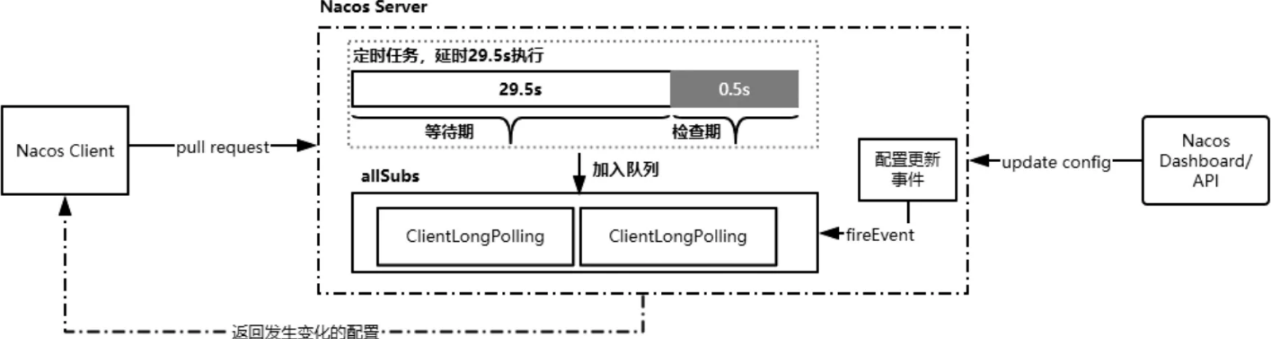 Nacos Server
定时任务，延时29.5s执行
29.5s
0.5s
等待期
检查期
Nacos Client
pull request
加入队列
allSubs
ClientLongPolling
ClientLongPolling
配置更新
事件
fireEvent
update config
Nacos
Dashboard/
API
返回发生变化的配置